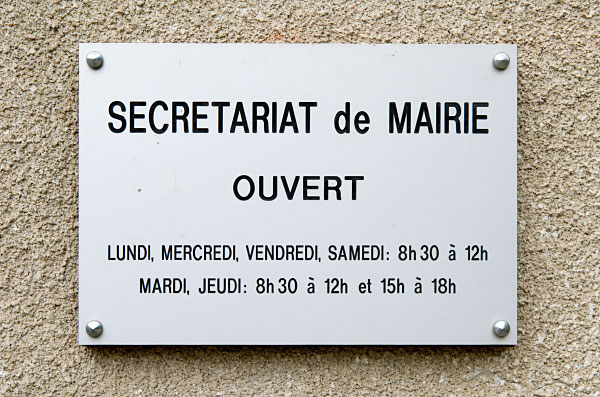 SECRETARIAT de MAIRIE
OUVERT
LUNDI, MERCREDI, VENDREDI, SAMEDI: 8h30 à 12h
MARDI, JEUDI: 8h30 à 12h et 15h à 18h